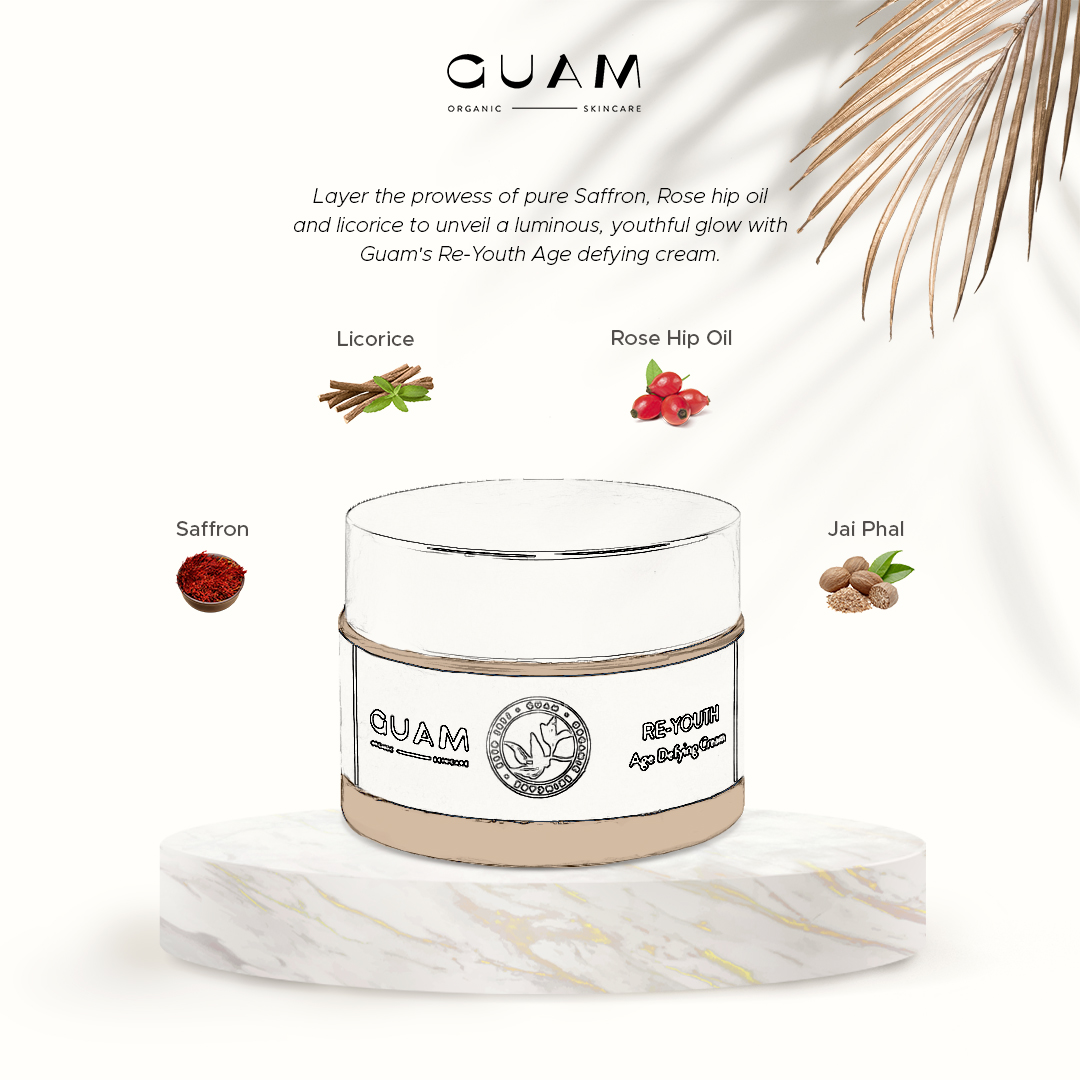 GUAM
ORGANIC SKINCARE
Layer the prowess of pure Saffron, Rose hip oil
and licorice to unveil a luminous, youthful glow with
Guam's Re-Youth Age defying cream.
Licorice
Rose Hip Oil
Saffron
Jai Phal
GUAM
RE-YOUTH
Age Defying Cream
GUAM